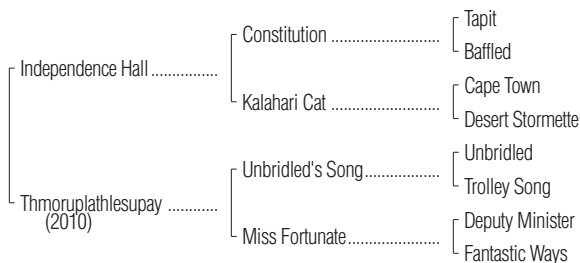 Tapit
Constitution ..............................
Baffled
Independence Hall ..................
Cape Town
Kalahari Cat ..............................
Desert Stormette
Unbridled
Unbridled's Song.....................
Trolley Song
Thmoruplathlesupay .............
(2010)
Deputy Minister
Miss Fortunate..........................
Fantastic Ways